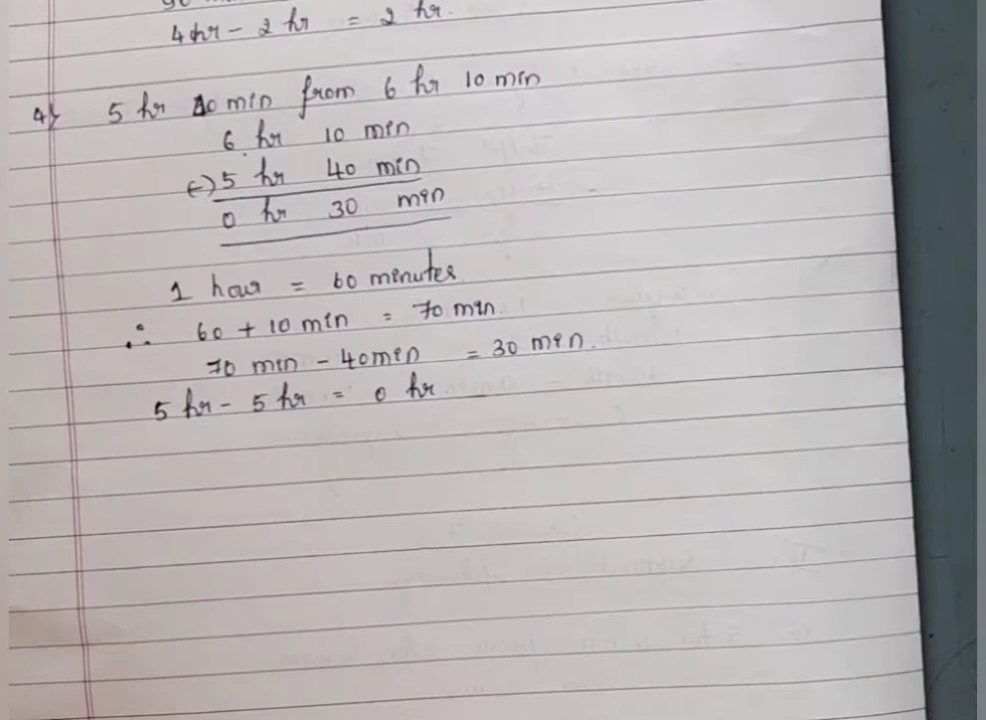 4 hr - 2 hr = 2 hr.
4) 5 hr 40 min from 6 hr 10 min
6 hr 10 min
(-) 5 hr 40 min
0 hr 30 min
1 hour = 60 minutes.
∴ 60 + 10 min = 70 min.
70 min - 40 min = 30 min.
5 hr - 5 hr = 0 hr.